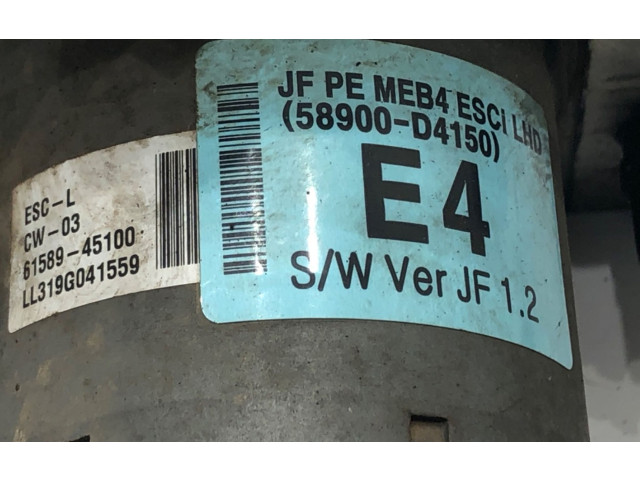 ESC-L
CW-03
61589-45100
LL319G041559
JF PE MEB4 ESCI LHD
(58900-D4150)
E4
S/W Ver JF 1.2